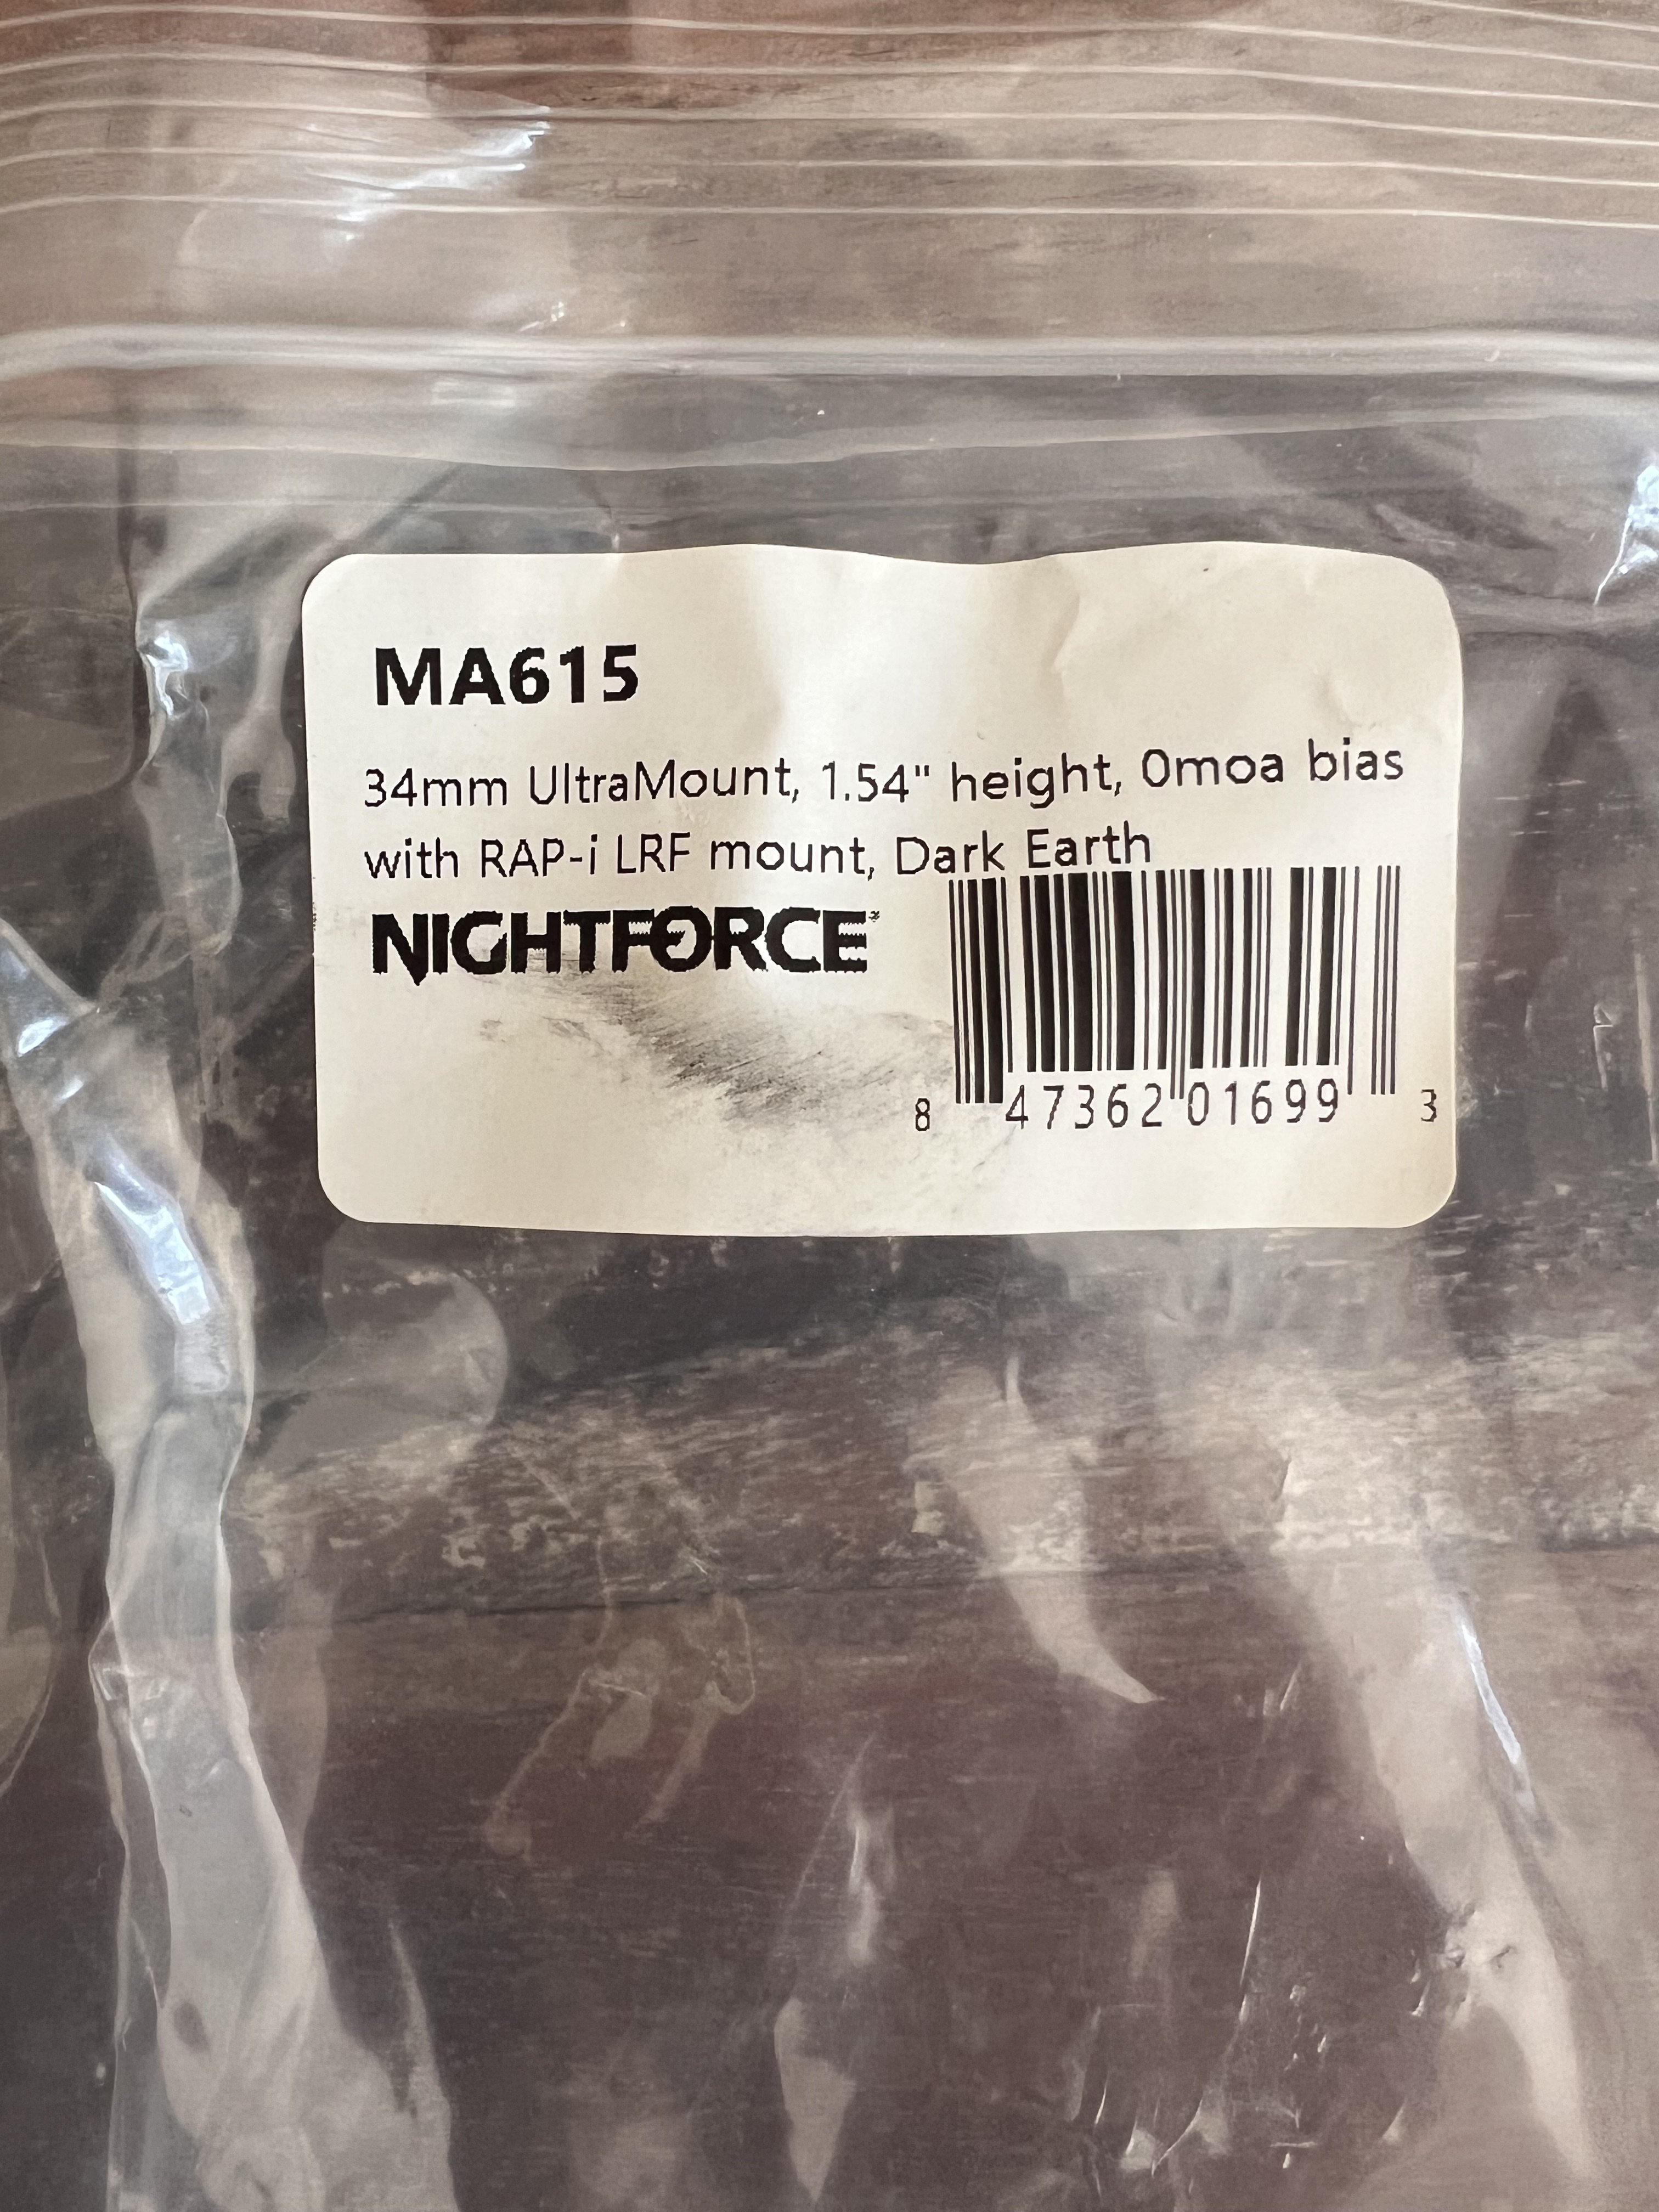 MA615
34mm UltraMount, 1.54" height, 0moa bias
with RAP-i LRF mount, Dark Earth
NIGHTFORCE
8 47362 01699 3